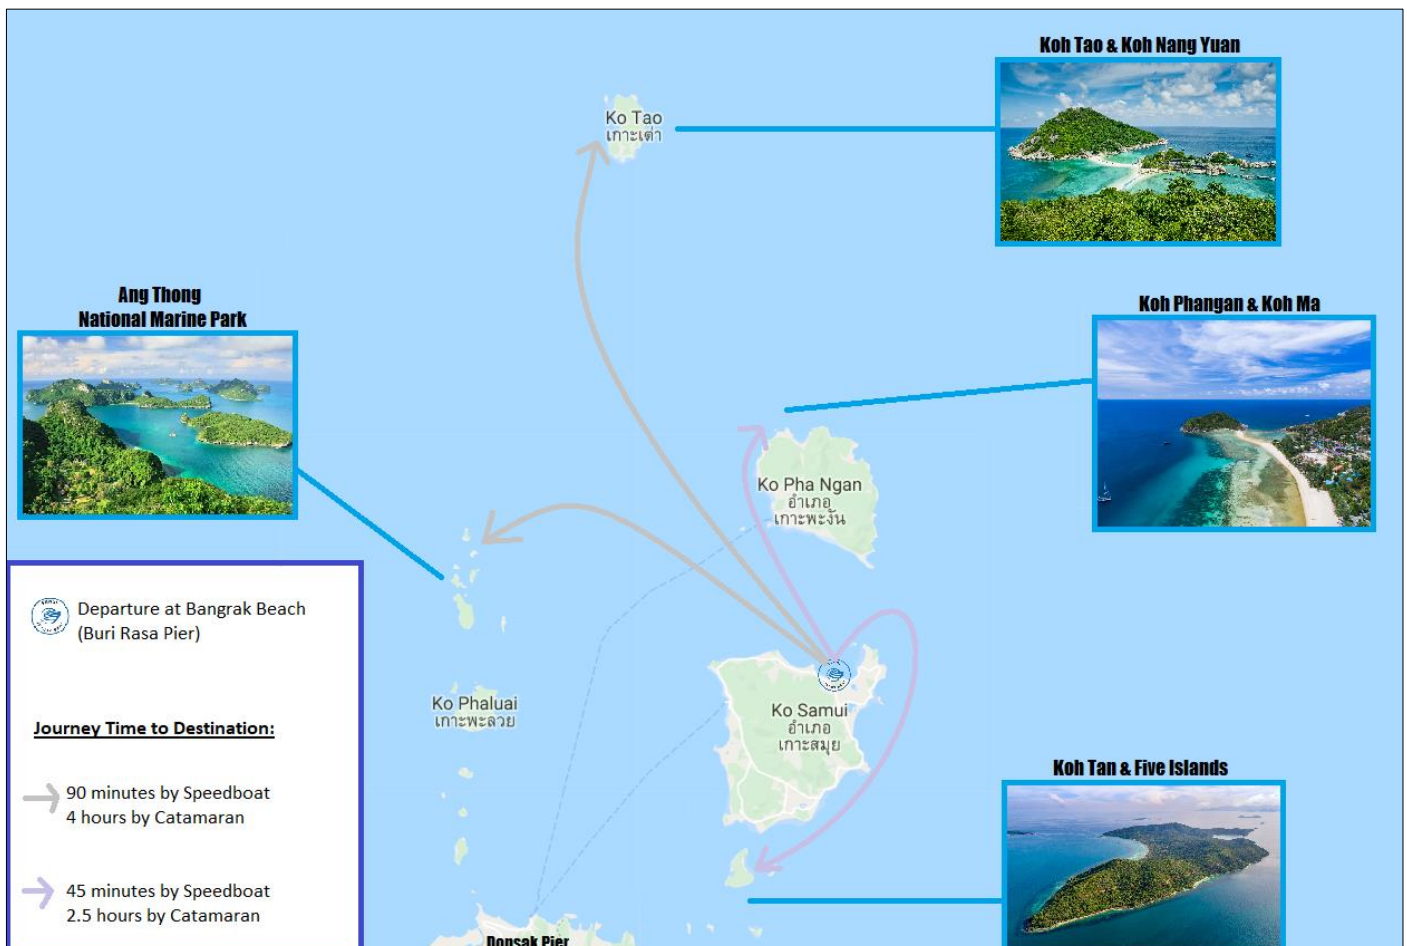 Koh Tao & Koh Nang Yuan
Ko Tao
เกาะเต่า
Ang Thong
National Marine Park
Koh Phangan & Koh Ma
Ko Pha Ngan
อำเภอ
เกาะพะงัน
Departure at Bangrak Beach
(Buri Rasa Pier)
Ko Phaluai
เกาะพะลวย
Ko Samui
อำเภอ
เกาะสมุย
Journey Time to Destination:
Koh Tan & Five Islands
90 minutes by Speedboat
4 hours by Catamaran
45 minutes by Speedboat
2.5 hours by Catamaran
Donsak Pier